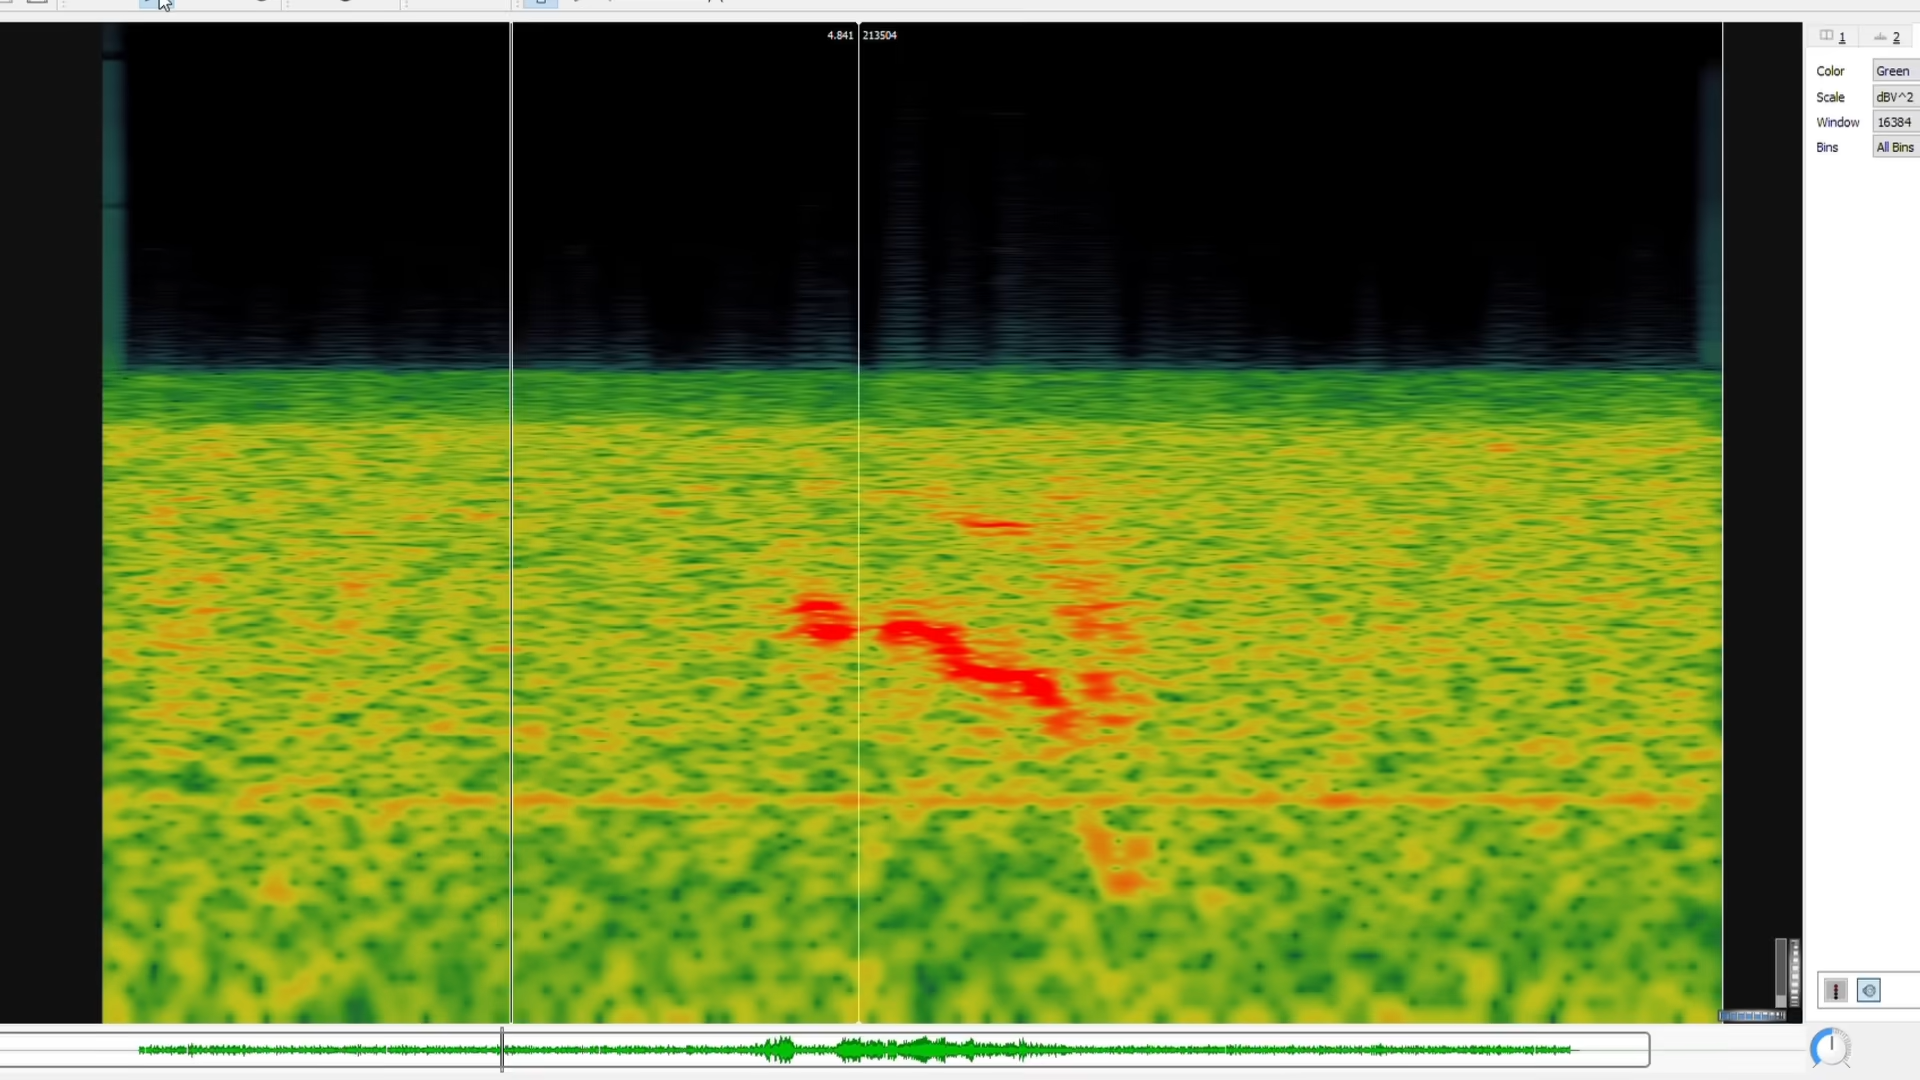 4.841 213504
1 2
Color Green
Scale dBV^2
Window 16384
Bins All Bins